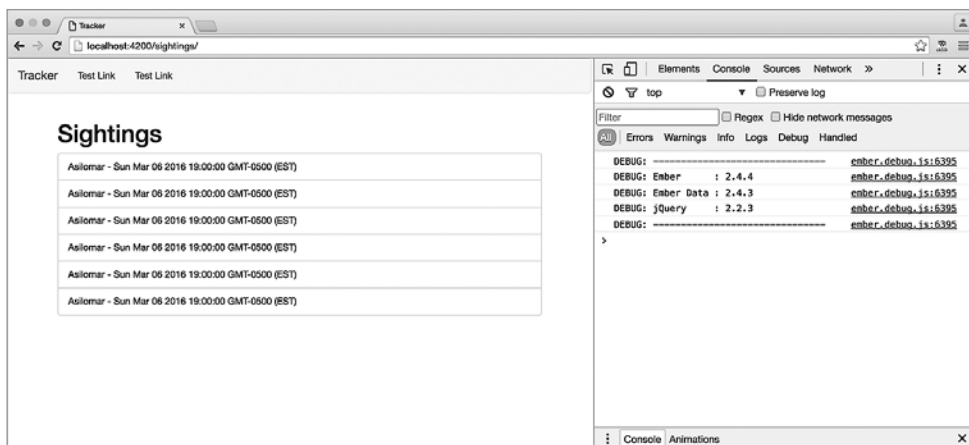 Tracker
localhost:4200/sightings/
Tracker Test Link Test Link
Sightings
Asilomar - Sun Mar 06 2016 19:00:00 GMT-0500 (EST)
Asilomar - Sun Mar 06 2016 19:00:00 GMT-0500 (EST)
Asilomar - Sun Mar 06 2016 19:00:00 GMT-0500 (EST)
Asilomar - Sun Mar 06 2016 19:00:00 GMT-0500 (EST)
Asilomar - Sun Mar 06 2016 19:00:00 GMT-0500 (EST)
Asilomar - Sun Mar 06 2016 19:00:00 GMT-0500 (EST)
Elements Console Sources Network »
top Preserve log
Filter Regex Hide network messages
All Errors Warnings Info Logs Debug Handled
DEBUG: ------------------------------- ember.debug.js:6395
DEBUG: Ember : 2.4.4 ember.debug.js:6395
DEBUG: Ember Data : 2.4.3 ember.debug.js:6395
DEBUG: jQuery : 2.2.3 ember.debug.js:6395
DEBUG: ------------------------------- ember.debug.js:6395
>
Console Animations